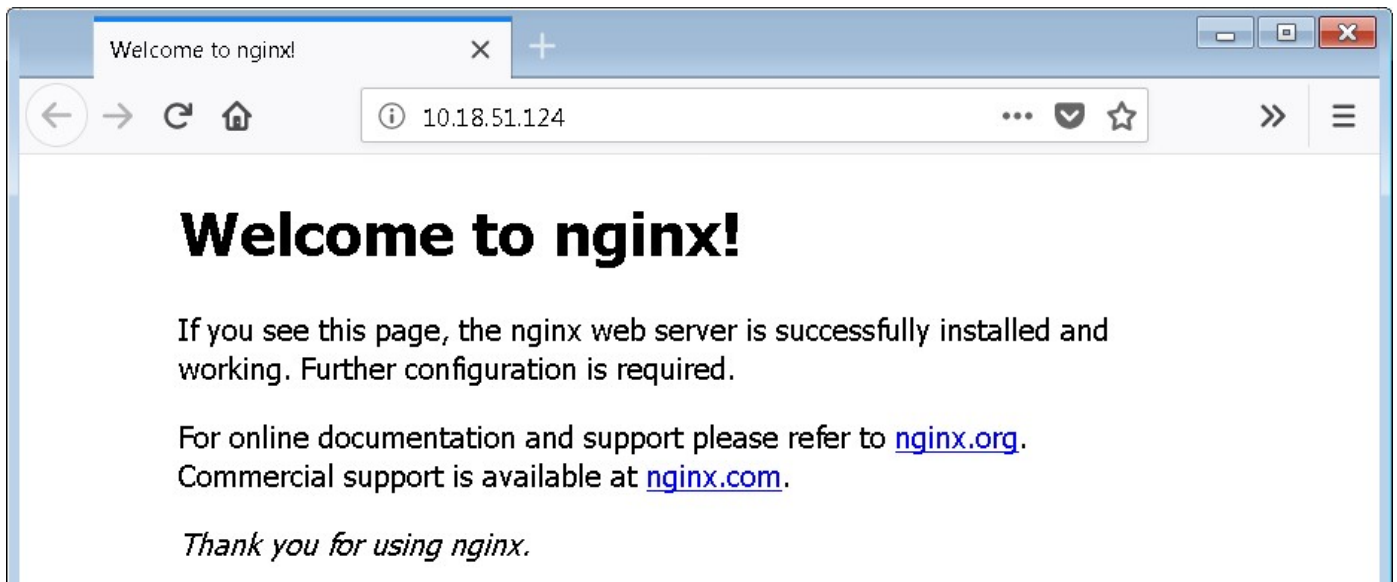 Welcome to nginx!
10.18.51.124
Welcome to nginx!
If you see this page, the nginx web server is successfully installed and
working. Further configuration is required.
For online documentation and support please refer to nginx.org.
Commercial support is available at nginx.com.
Thank you for using nginx.